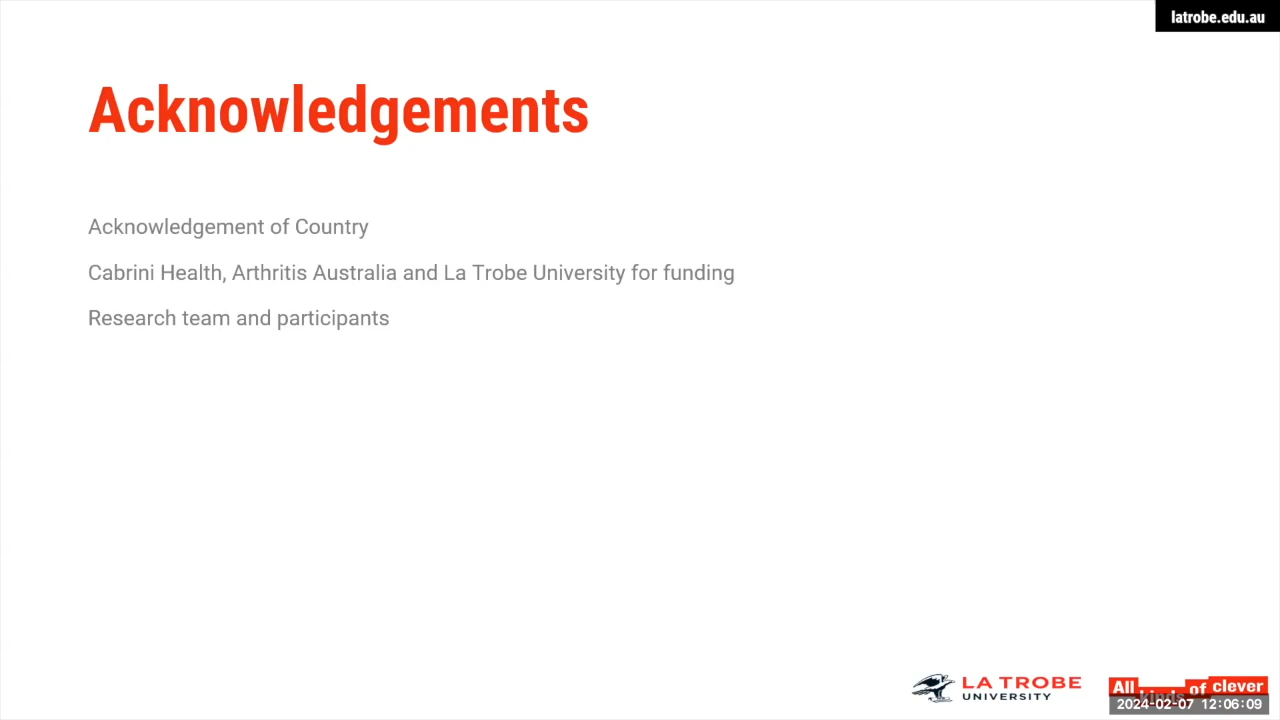 latrobe.edu.au
Acknowledgements
Acknowledgement of Country
Cabrini Health, Arthritis Australia and La Trobe University for funding
Research team and participants
LA TROBE
UNIVERSITY
All kinds of clever
2024-02-07 12:06:09